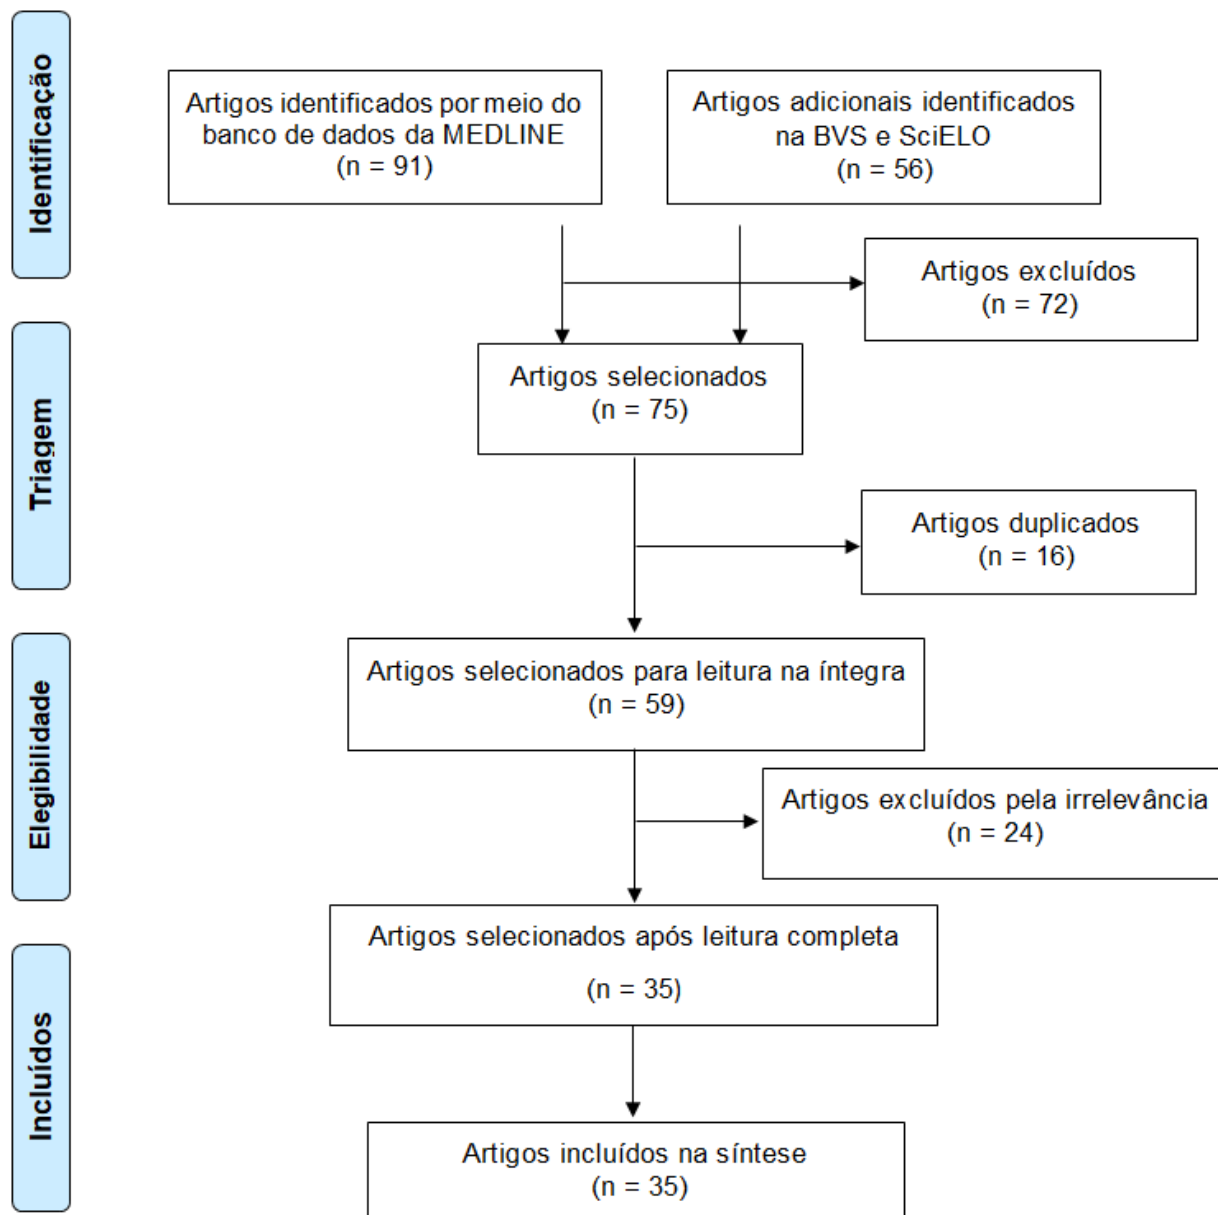 Identificação
Artigos identificados por meio do
banco de dados da MEDLINE
(n = 91)
Artigos adicionais identificados
na BVS e SciELO
(n = 56)
Artigos excluídos
(n = 72)
Triagem
Artigos selecionados
(n = 75)
Artigos duplicados
(n = 16)
Elegibilidade
Artigos selecionados para leitura na íntegra
(n = 59)
Artigos excluídos pela irrelevância
(n = 24)
Incluídos
Artigos selecionados após leitura completa
(n = 35)
Artigos incluídos na síntese
(n = 35)